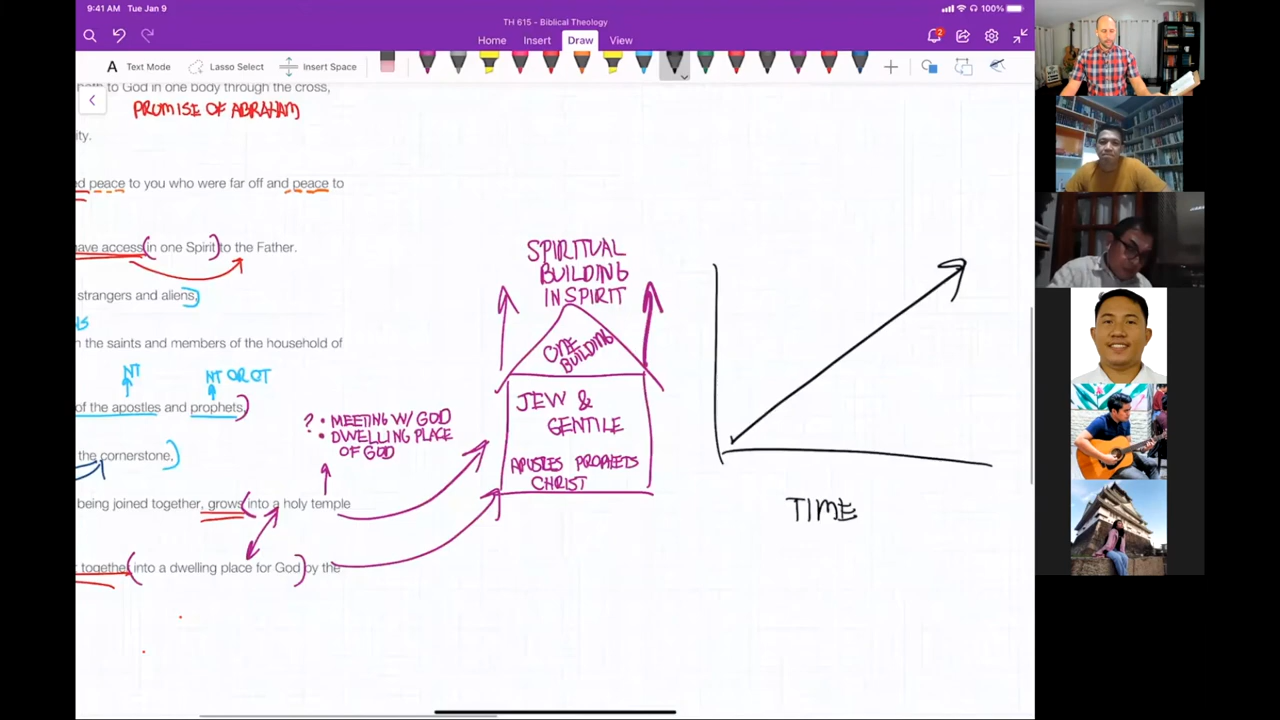 9:41 AM Tue Jan 9
100%
TH 615 - Biblical Theology
Home Insert Draw View
2
Text Mode Lasso Select Insert Space
to God in one body through the cross,
PROMISE OF ABRAHAM
ity.
peace to you who were far off and peace to
have access in one Spirit to the Father.
strangers and aliens,
the saints and members of the household of
NT
NT OR OT
of the apostles and prophets,
the cornerstone,
being joined together, grows into a holy temple
together into a dwelling place for God by the
? • MEETING W/ GOD
• DWELLING PLACE
OF GOD
SPIRITUAL
BUILDING
IN SPIRIT
ONE
BUILDING
JEW &
GENTILE
APOSTLES PROPHETS
CHRIST
TIME